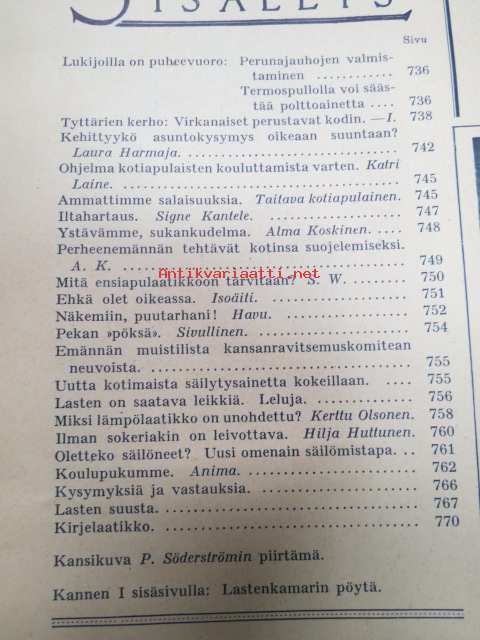 SISÄLLYS
Sivu
Lukijoilla on puheevuoro: Perunajauhojen valmis-
taminen ............ 736
Termospullolla voi sääs-
tää polttoainetta .... 736
Tyttärien kerho: Virkanaiset perustavat kodin. —I. 738
Kehittyykö asuntokysymys oikeaan suuntaan?
Laura Harmaja. ............................ 742
Ohjelma kotiapulaisten kouluttamista varten. Katri
Laine. .................................... 745
Ammattimme salaisuuksia. Taitava kotiapulainen. 745
Iltahartaus. Signe Kantele. .................. 747
Ystävämme, sukankudelma. Alma Koskinen. .... 748
Perheenemännän tehtävät kotinsa suojelemiseksi.
A. K. ..................................... 749
Antikvariaatti.net
Mitä ensiapulaatikkoon tarvitaan? S. W. ........ 750
Ehkä olet oikeassa. Isoäiti. .................. 751
Näkemiin, puutarhani! Havu. ................ 752
Pekan »pöksä». Sivullinen. ................... 754
Emännän muistilista kansanravitsemuskomitean
neuvoista. ................................ 755
Uutta kotimaista säilytysainetta kokeillaan. .... 755
Lasten on saatava leikkiä. Leluja. ............. 756
Miksi lämpölaatikko on unohdettu? Kerttu Olsonen. 758
Ilman sokeriakin on leivottava. Hilja Huttunen. 760
Oletteko säilöneet? Uusi omenain säilömistapa. .. 761
Koulupukumme. Anima. ..................... 762
Kysymyksiä ja vastauksia. .................... 766
Lasten suusta. .............................. 767
Kirjelaatikko. ............................... 770
Kansikuva P. Söderströmin piirtämä.
Kannen I sisäsivulla: Lastenkamarin pöytä.